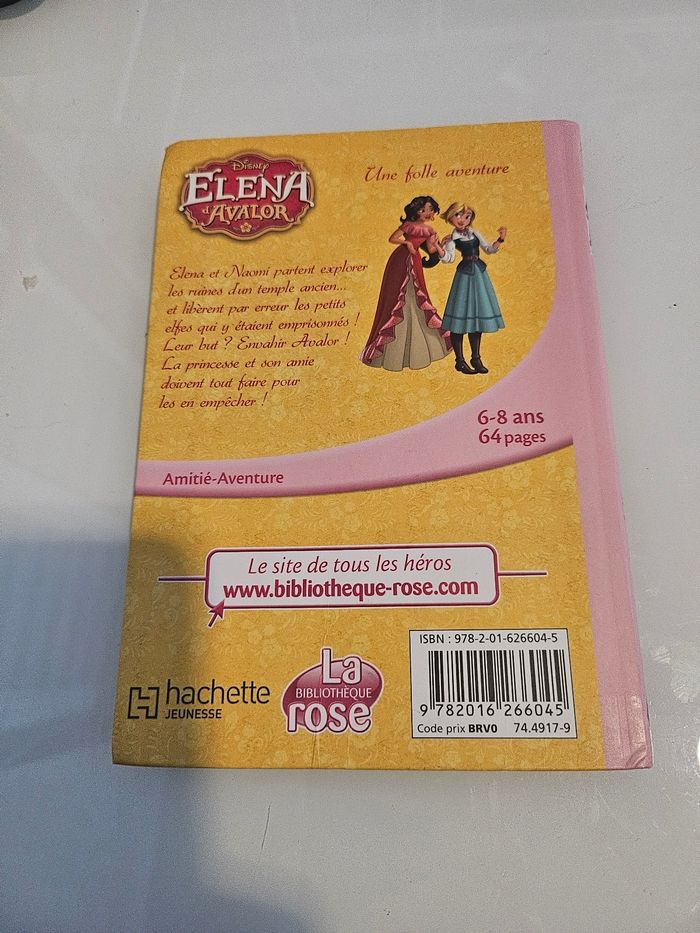 Disney
ELENA
d'AVALOR
Une folle aventure
Elena et Naomi partent explorer
les ruines d'un temple ancien...
et libèrent par erreur les petits
elfes qui y étaient emprisonnés !
Leur but ? Envahir Avalor !
La princesse et son amie
doivent tout faire pour
les en empêcher !
6-8 ans
64 pages
Amitié-Aventure
Le site de tous les héros
www.bibliotheque-rose.com
hachette
JEUNESSE
La
BIBLIOTHÈQUE
rose
ISBN : 978-2-01-626604-5
9 782016 266045
Code prix BRV0 74.4917-9